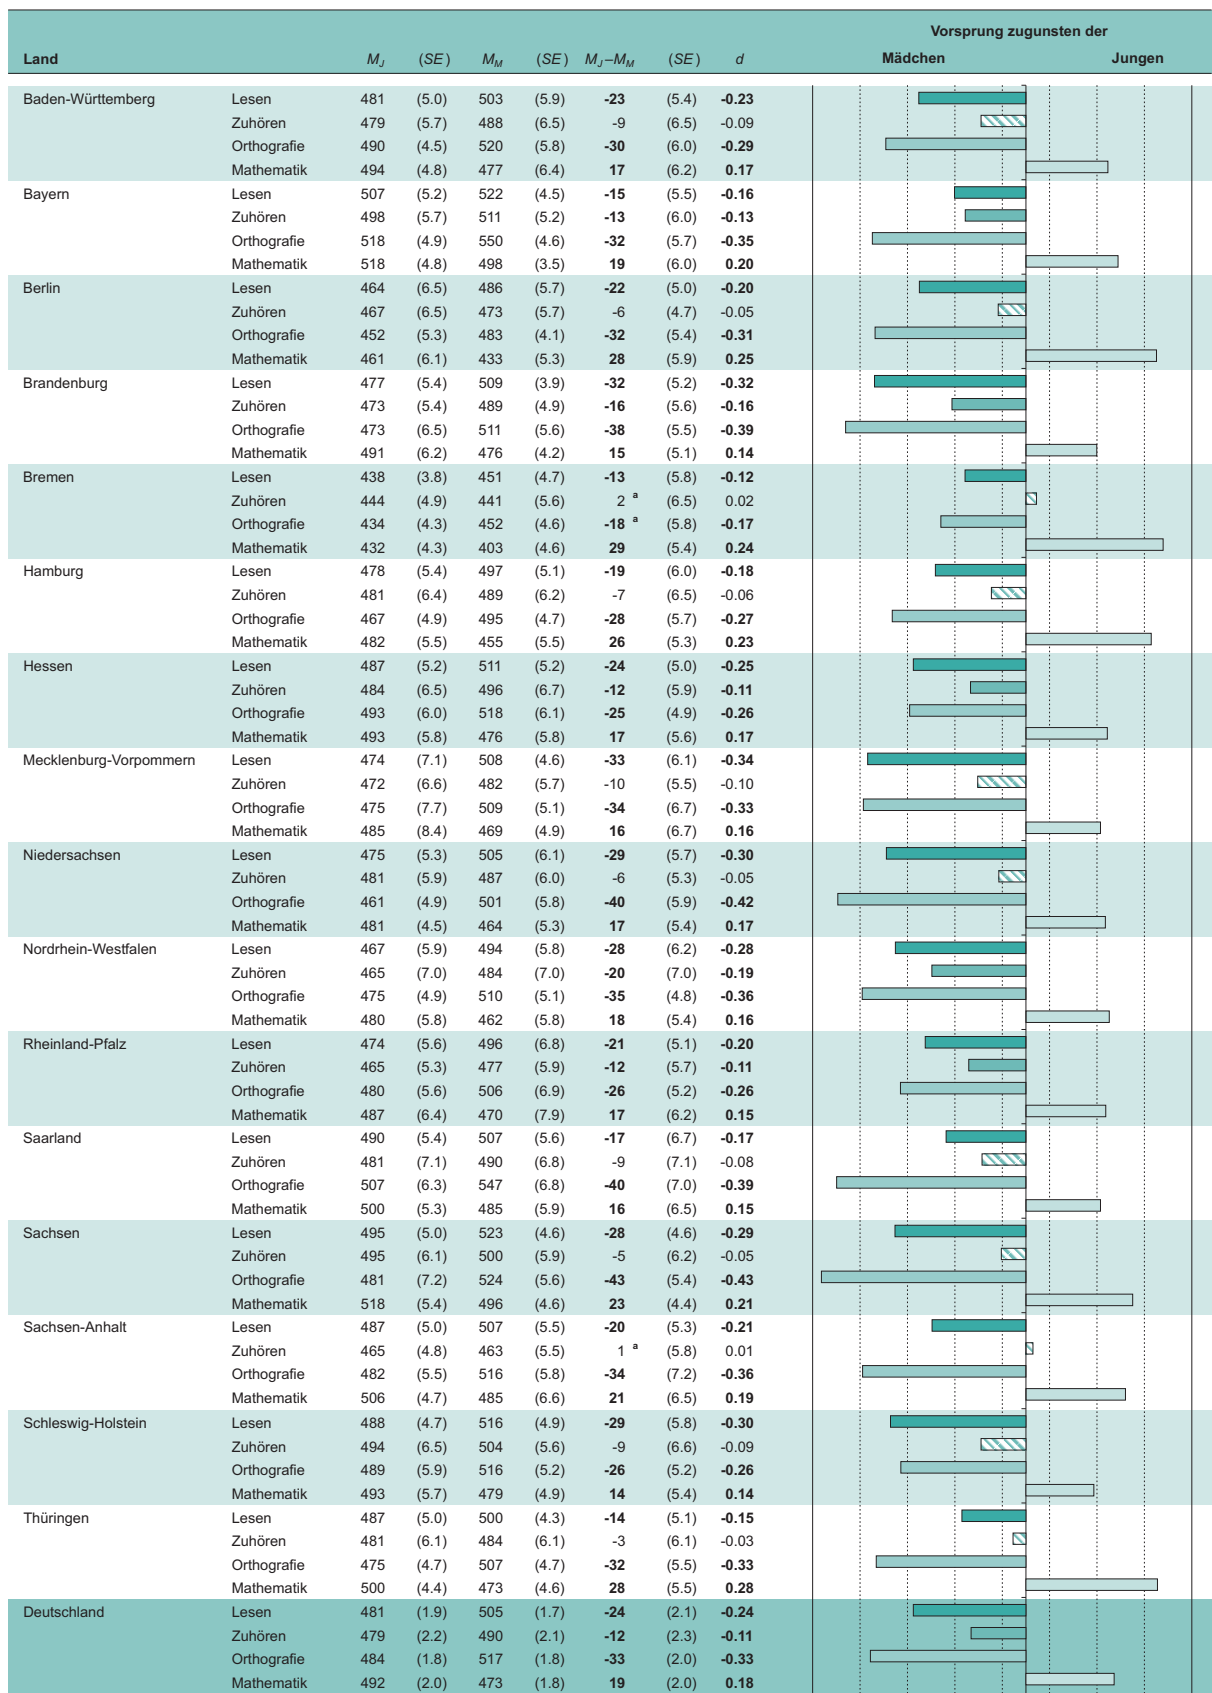 Vorsprung zugunsten der
Land M_J (SE) M_M (SE) M_J–M_M (SE) d Mädchen Jungen
Baden-Württemberg Lesen 481 (5.0) 503 (5.9) -23 (5.4) -0.23
Zuhören 479 (5.7) 488 (6.5) -9 (6.5) -0.09
Orthografie 490 (4.5) 520 (5.8) -30 (6.0) -0.29
Mathematik 494 (4.8) 477 (6.4) 17 (6.2) 0.17
Bayern Lesen 507 (5.2) 522 (4.5) -15 (5.5) -0.16
Zuhören 498 (5.7) 511 (5.2) -13 (6.0) -0.13
Orthografie 518 (4.9) 550 (4.6) -32 (5.7) -0.35
Mathematik 518 (4.8) 498 (3.5) 19 (6.0) 0.20
Berlin Lesen 464 (6.5) 486 (5.7) -22 (5.0) -0.20
Zuhören 467 (6.5) 473 (5.7) -6 (4.7) -0.05
Orthografie 452 (5.3) 483 (4.1) -32 (5.4) -0.31
Mathematik 461 (6.1) 433 (5.3) 28 (5.9) 0.25
Brandenburg Lesen 477 (5.4) 509 (3.9) -32 (5.2) -0.32
Zuhören 473 (5.4) 489 (4.9) -16 (5.6) -0.16
Orthografie 473 (6.5) 511 (5.6) -38 (5.5) -0.39
Mathematik 491 (6.2) 476 (4.2) 15 (5.1) 0.14
Bremen Lesen 438 (3.8) 451 (4.7) -13 (5.8) -0.12
Zuhören 444 (4.9) 441 (5.6) 2 a (6.5) 0.02
Orthografie 434 (4.3) 452 (4.6) -18 a (5.8) -0.17
Mathematik 432 (4.3) 403 (4.6) 29 (5.4) 0.24
Hamburg Lesen 478 (5.4) 497 (5.1) -19 (6.0) -0.18
Zuhören 481 (6.4) 489 (6.2) -7 (6.5) -0.06
Orthografie 467 (4.9) 495 (4.7) -28 (5.7) -0.27
Mathematik 482 (5.5) 455 (5.5) 26 (5.3) 0.23
Hessen Lesen 487 (5.2) 511 (5.2) -24 (5.0) -0.25
Zuhören 484 (6.5) 496 (6.7) -12 (5.9) -0.11
Orthografie 493 (6.0) 518 (6.1) -25 (4.9) -0.26
Mathematik 493 (5.8) 476 (5.8) 17 (5.6) 0.17
Mecklenburg-Vorpommern Lesen 474 (7.1) 508 (4.6) -33 (6.1) -0.34
Zuhören 472 (6.6) 482 (5.7) -10 (5.5) -0.10
Orthografie 475 (7.7) 509 (5.1) -34 (6.7) -0.33
Mathematik 485 (8.4) 469 (4.9) 16 (6.7) 0.16
Niedersachsen Lesen 475 (5.3) 505 (6.1) -29 (5.7) -0.30
Zuhören 481 (5.9) 487 (6.0) -6 (5.3) -0.05
Orthografie 461 (4.9) 501 (5.8) -40 (5.9) -0.42
Mathematik 481 (4.5) 464 (5.3) 17 (5.4) 0.17
Nordrhein-Westfalen Lesen 467 (5.9) 494 (5.8) -28 (6.2) -0.28
Zuhören 465 (7.0) 484 (7.0) -20 (7.0) -0.19
Orthografie 475 (4.9) 510 (5.1) -35 (4.8) -0.36
Mathematik 480 (5.8) 462 (5.8) 18 (5.4) 0.16
Rheinland-Pfalz Lesen 474 (5.6) 496 (6.8) -21 (5.1) -0.20
Zuhören 465 (5.3) 477 (5.9) -12 (5.7) -0.11
Orthografie 480 (5.6) 506 (6.9) -26 (5.2) -0.26
Mathematik 487 (6.4) 470 (7.9) 17 (6.2) 0.15
Saarland Lesen 490 (5.4) 507 (5.6) -17 (6.7) -0.17
Zuhören 481 (7.1) 490 (6.8) -9 (7.1) -0.08
Orthografie 507 (6.3) 547 (6.8) -40 (7.0) -0.39
Mathematik 500 (5.3) 485 (5.9) 16 (6.5) 0.15
Sachsen Lesen 495 (5.0) 523 (4.6) -28 (4.6) -0.29
Zuhören 495 (6.1) 500 (5.9) -5 (6.2) -0.05
Orthografie 481 (7.2) 524 (5.6) -43 (5.4) -0.43
Mathematik 518 (5.4) 496 (4.6) 23 (4.4) 0.21
Sachsen-Anhalt Lesen 487 (5.0) 507 (5.5) -20 (5.3) -0.21
Zuhören 465 (4.8) 463 (5.5) 1 a (5.8) 0.01
Orthografie 482 (5.5) 516 (5.8) -34 (7.2) -0.36
Mathematik 506 (4.7) 485 (6.6) 21 (6.5) 0.19
Schleswig-Holstein Lesen 488 (4.7) 516 (4.9) -29 (5.8) -0.30
Zuhören 494 (6.5) 504 (5.6) -9 (6.6) -0.09
Orthografie 489 (5.9) 516 (5.2) -26 (5.2) -0.26
Mathematik 493 (5.7) 479 (4.9) 14 (5.4) 0.14
Thüringen Lesen 487 (5.0) 500 (4.3) -14 (5.1) -0.15
Zuhören 481 (6.1) 484 (6.1) -3 (6.1) -0.03
Orthografie 475 (4.7) 507 (4.7) -32 (5.5) -0.33
Mathematik 500 (4.4) 473 (4.6) 28 (5.5) 0.28
Deutschland Lesen 481 (1.9) 505 (1.7) -24 (2.1) -0.24
Zuhören 479 (2.2) 490 (2.1) -12 (2.3) -0.11
Orthografie 484 (1.8) 517 (1.8) -33 (2.0) -0.33
Mathematik 492 (2.0) 473 (1.8) 19 (2.0) 0.18